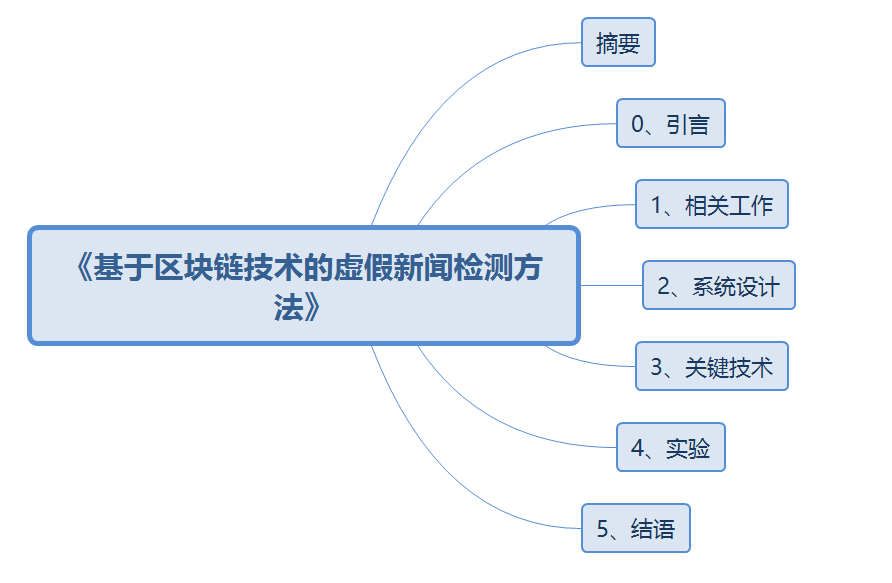 摘要
0、引言
1、相关工作
《基于区块链技术的虚假新闻检测方
法》
2、系统设计
3、关键技术
4、实验
5、结语